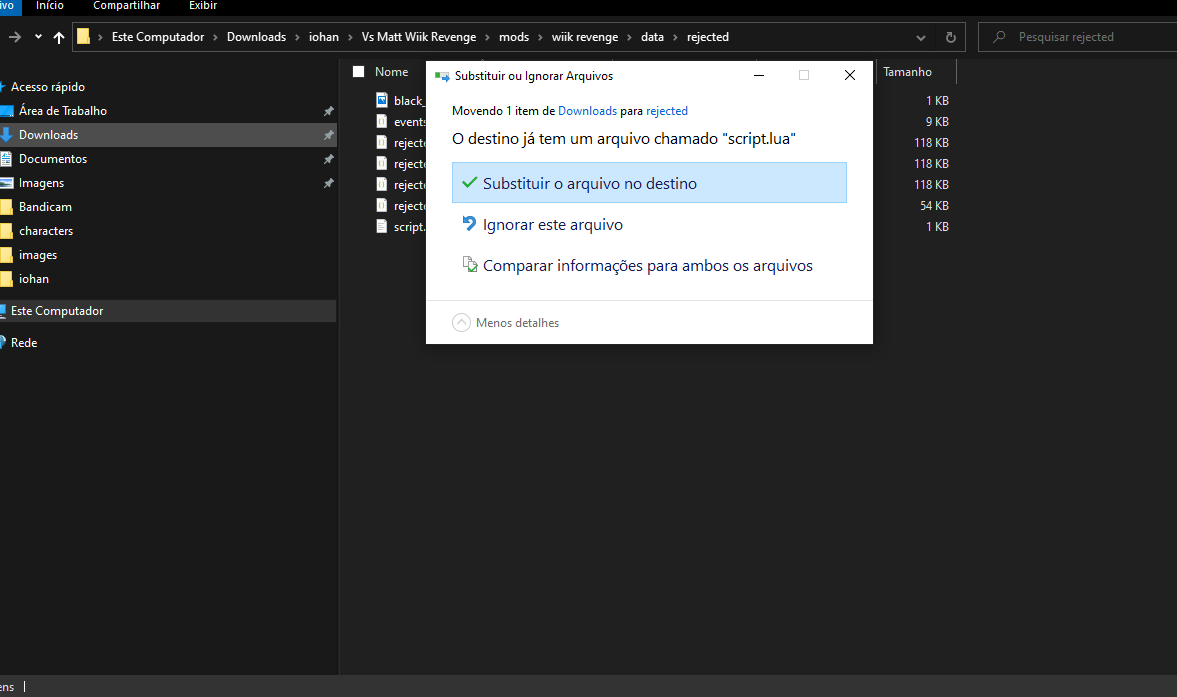 ivo Início Compartilhar Exibir
Este Computador Downloads iohan Vs Matt Wiik Revenge mods wiik revenge data rejected
Pesquisar rejected
Acesso rápido
Área de Trabalho
Downloads
Documentos
Imagens
Bandicam
characters
images
iohan
Este Computador
Rede
Nome Tamanho
black_ 1 KB
events 9 KB
rejecte 118 KB
rejecte 118 KB
rejecte 118 KB
rejecte 54 KB
script. 1 KB
Substituir ou Ignorar Arquivos
Movendo 1 item de Downloads para rejected
O destino já tem um arquivo chamado "script.lua"
Substituir o arquivo no destino
Ignorar este arquivo
Comparar informações para ambos os arquivos
Menos detalhes
ens